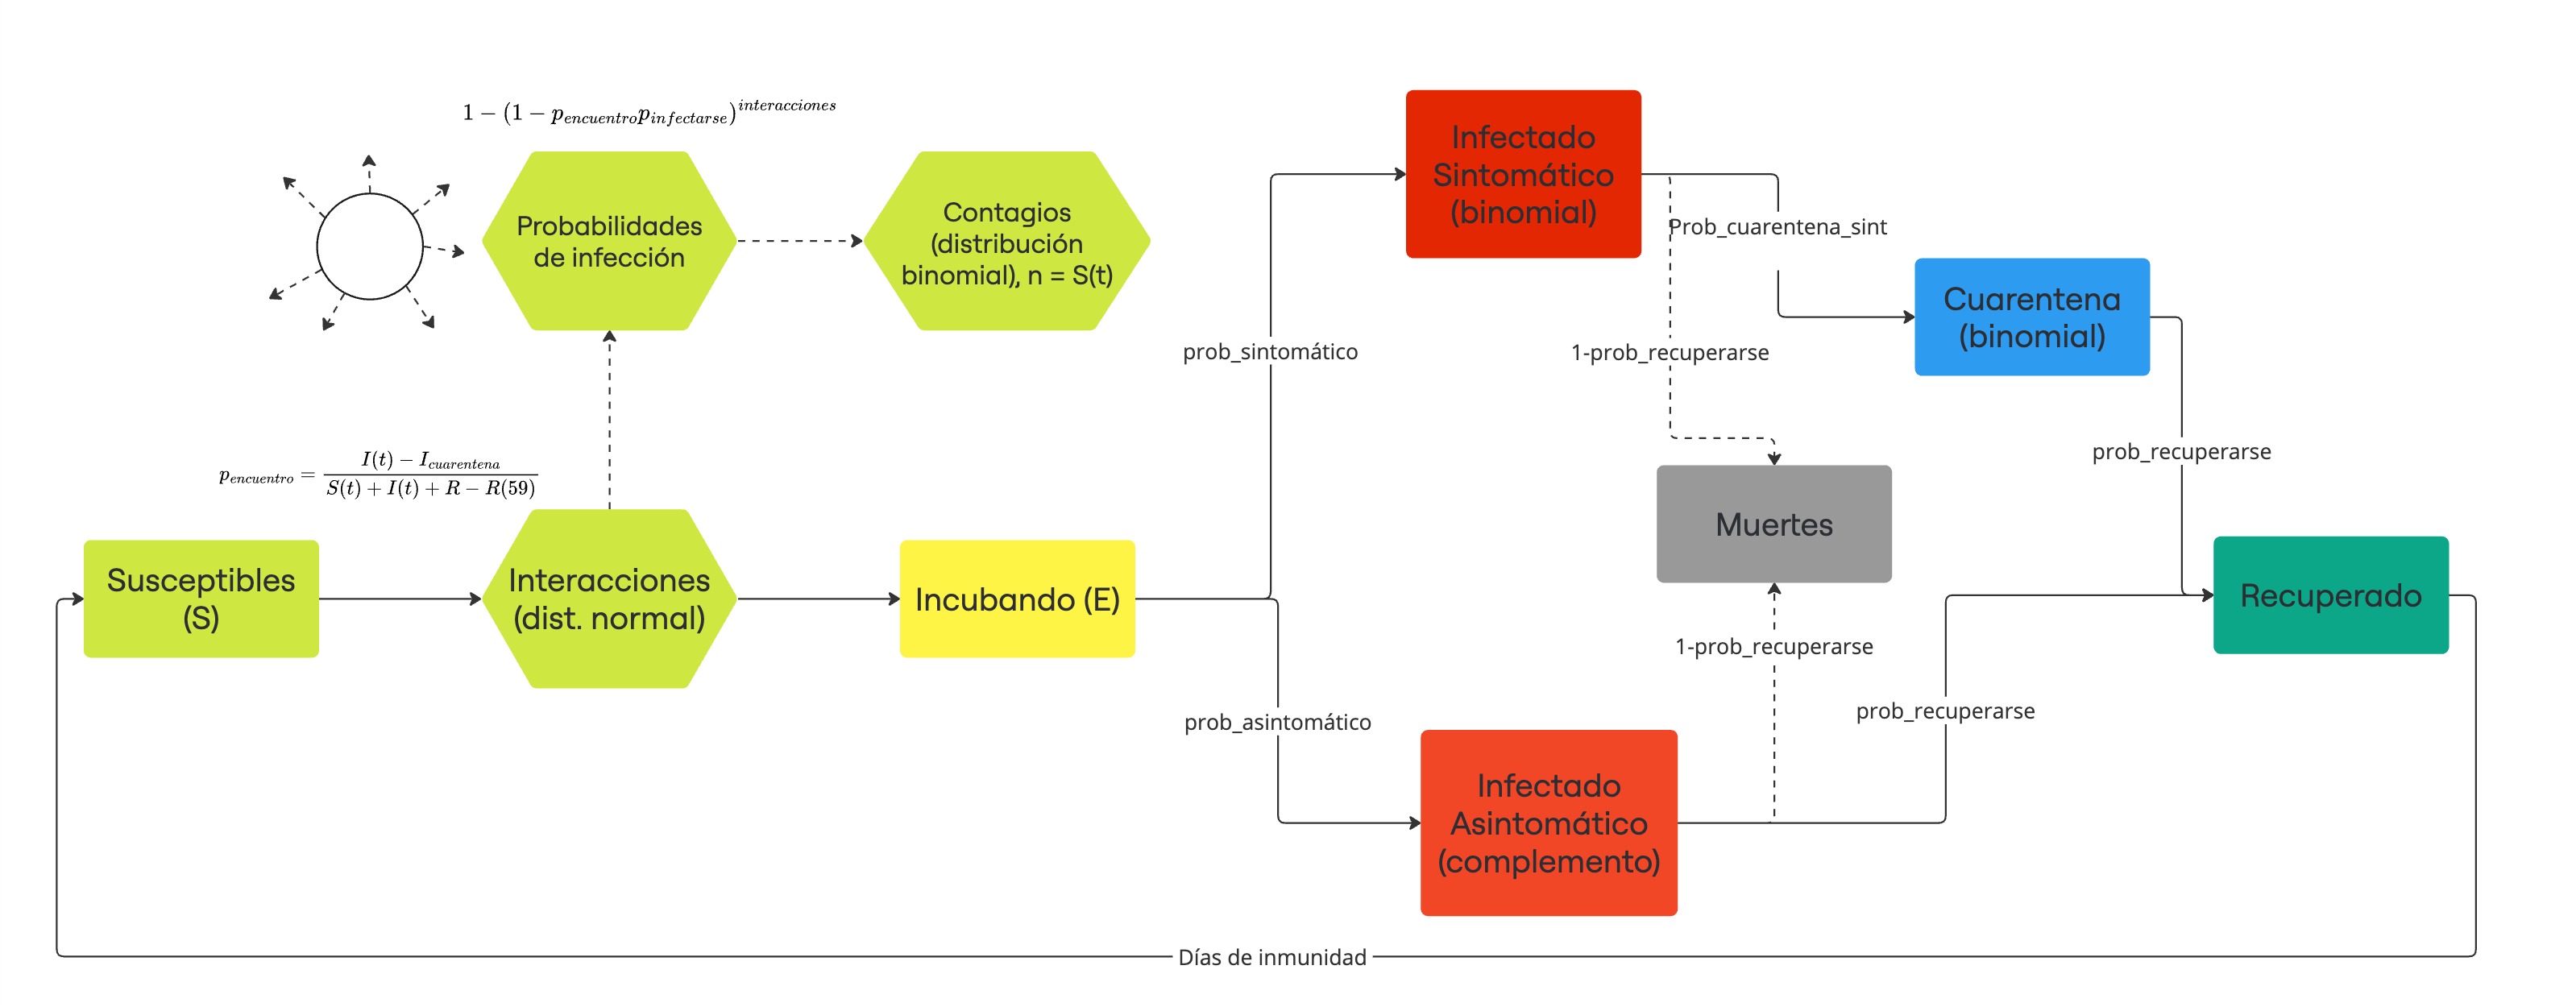 1 − (1 − p_{encuentro}p_{infectarse})^{interacciones}
Probabilidades
de infección
Contagios
(distribución
binomial), n = S(t)
Infectado
Sintomático
(binomial)
Prob_cuarentena_sint
Cuarentena
(binomial)
prob_sintomático
1-prob_recuperarse
prob_recuperarse
p_{encuentro} = \frac{I(t) − I_{cuarentena}}{S(t) + I(t) + R − R(59)}
Muertes
Susceptibles
(S)
Interacciones
(dist. normal)
Incubando (E)
Recuperado
1-prob_recuperarse
prob_recuperarse
prob_asintomático
Infectado
Asintomático
(complemento)
Días de inmunidad